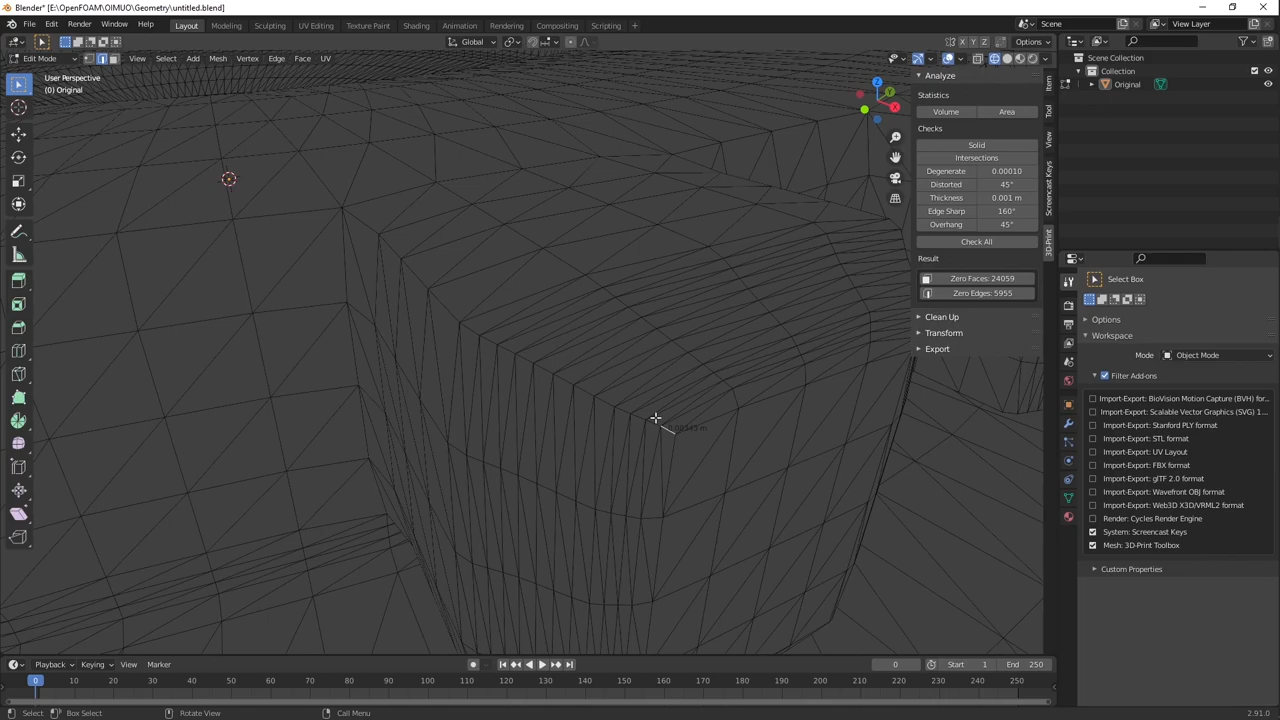 Blender* [E:\OpenFOAM\OIMUO\Geometry\untitled.blend]
File Edit Render Window Help Layout Modeling Sculpting UV Editing Texture Paint Shading Animation Rendering Compositing Scripting + Scene View Layer
Global X Y Z Options
Edit Mode View Select Add Mesh Vertex Edge Face UV
User Perspective
(0) Original
Z Y X
Analyze
Statistics
Volume Area
Checks
Solid
Intersections
Degenerate 0.00010
Distorted 45°
Thickness 0.001 m
Edge Sharp 160°
Overhang 45°
Check All
Result
Zero Faces: 24059
Zero Edges: 5955
Clean Up
Transform
Export
Item
Tool
View
Screencast Keys
3D-Print
Scene Collection
Collection
Original
Select Box
Options
Workspace
Mode Object Mode
Filter Add-ons
Import-Export: BioVision Motion Capture (BVH) for...
Import-Export: Scalable Vector Graphics (SVG) 1...
Import-Export: Stanford PLY format
Import-Export: STL format
Import-Export: UV Layout
Import-Export: FBX format
Import-Export: glTF 2.0 format
Import-Export: Wavefront OBJ format
Import-Export: Web3D X3D/VRML2 format
Render: Cycles Render Engine
System: Screencast Keys
Mesh: 3D-Print Toolbox
Custom Properties
Playback Keying View Marker 0 Start 1 End 250
0 10 20 30 40 50 60 70 80 90 100 110 120 130 140 150 160 170 180 190 200 210 220 230 240 250
Select Box Select Rotate View Call Menu 2.91.0